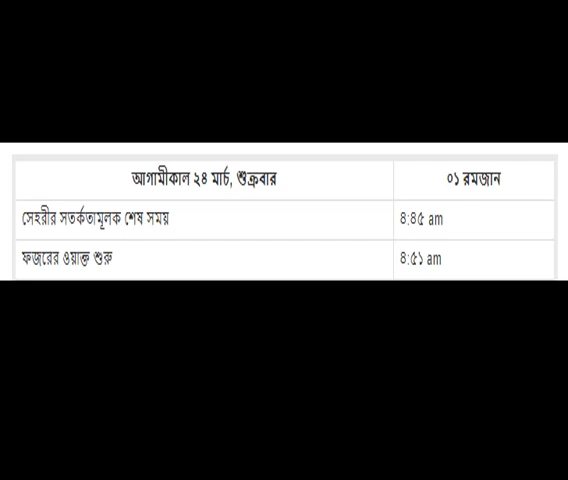 আগামীকাল ২৪ মার্চ, শুক্রবার ০১ রমজান
সেহরীর সতর্কতামূলক শেষ সময় ৪:৪৫ am
ফজরের ওয়াক্ত শুরু ৪:৫১ am